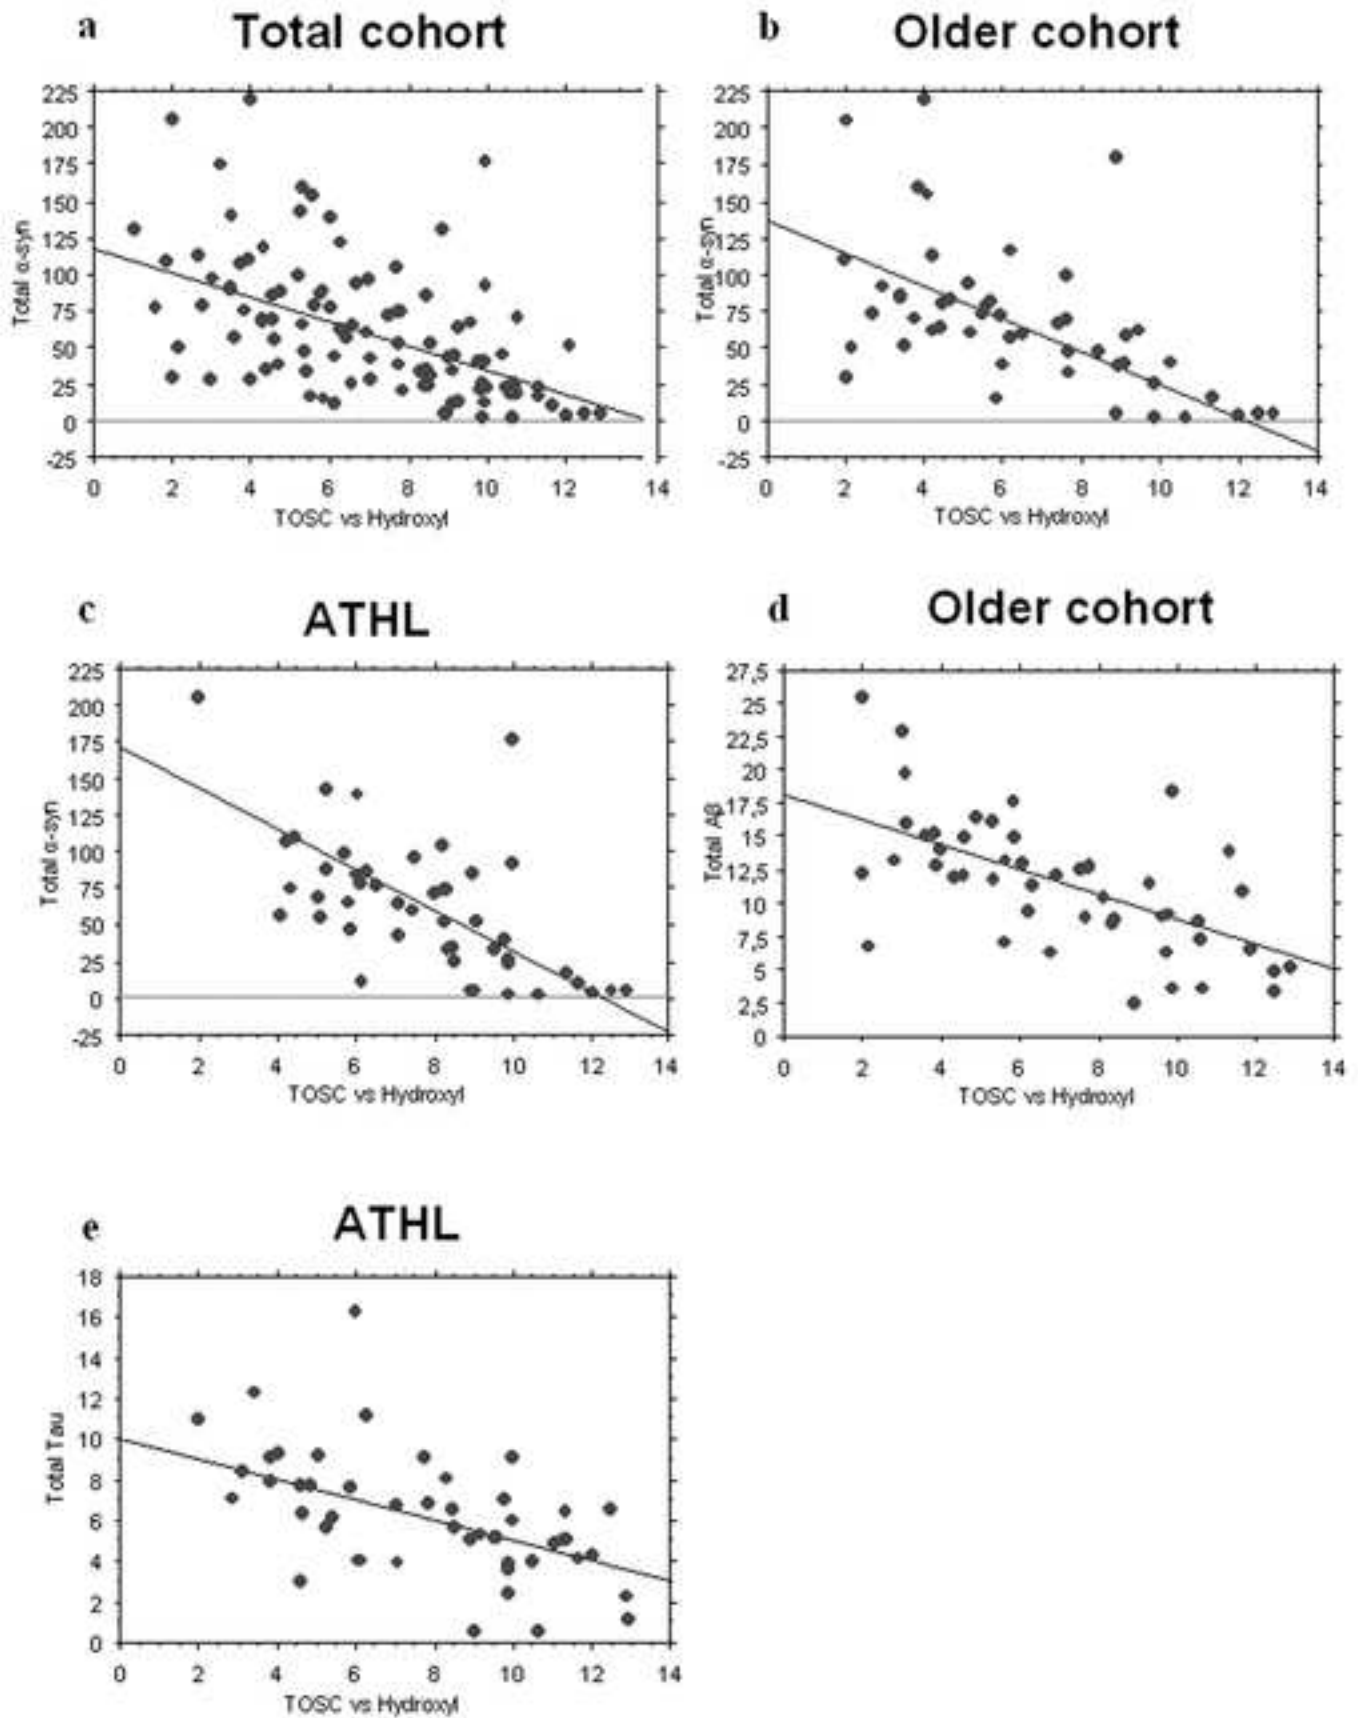 a Total cohort
225
200
175
150
125
100
75
50
25
0
-25
Total α-syn
0 2 4 6 8 10 12 14
TOSC vs Hydroxyl
b Older cohort
225
200
175
150
125
100
75
50
25
0
-25
Total α-syn
0 2 4 6 8 10 12 14
TOSC vs Hydroxyl
c ATHL
225
200
175
150
125
100
75
50
25
0
-25
Total α-syn
0 2 4 6 8 10 12 14
TOSC vs Hydroxyl
d Older cohort
27,5
25
22,5
20
17,5
15
12,5
10
7,5
5
2,5
0
Total Aβ
0 2 4 6 8 10 12 14
TOSC vs Hydroxyl
e ATHL
18
16
14
12
10
8
6
4
2
0
Total Tau
0 2 4 6 8 10 12 14
TOSC vs Hydroxyl